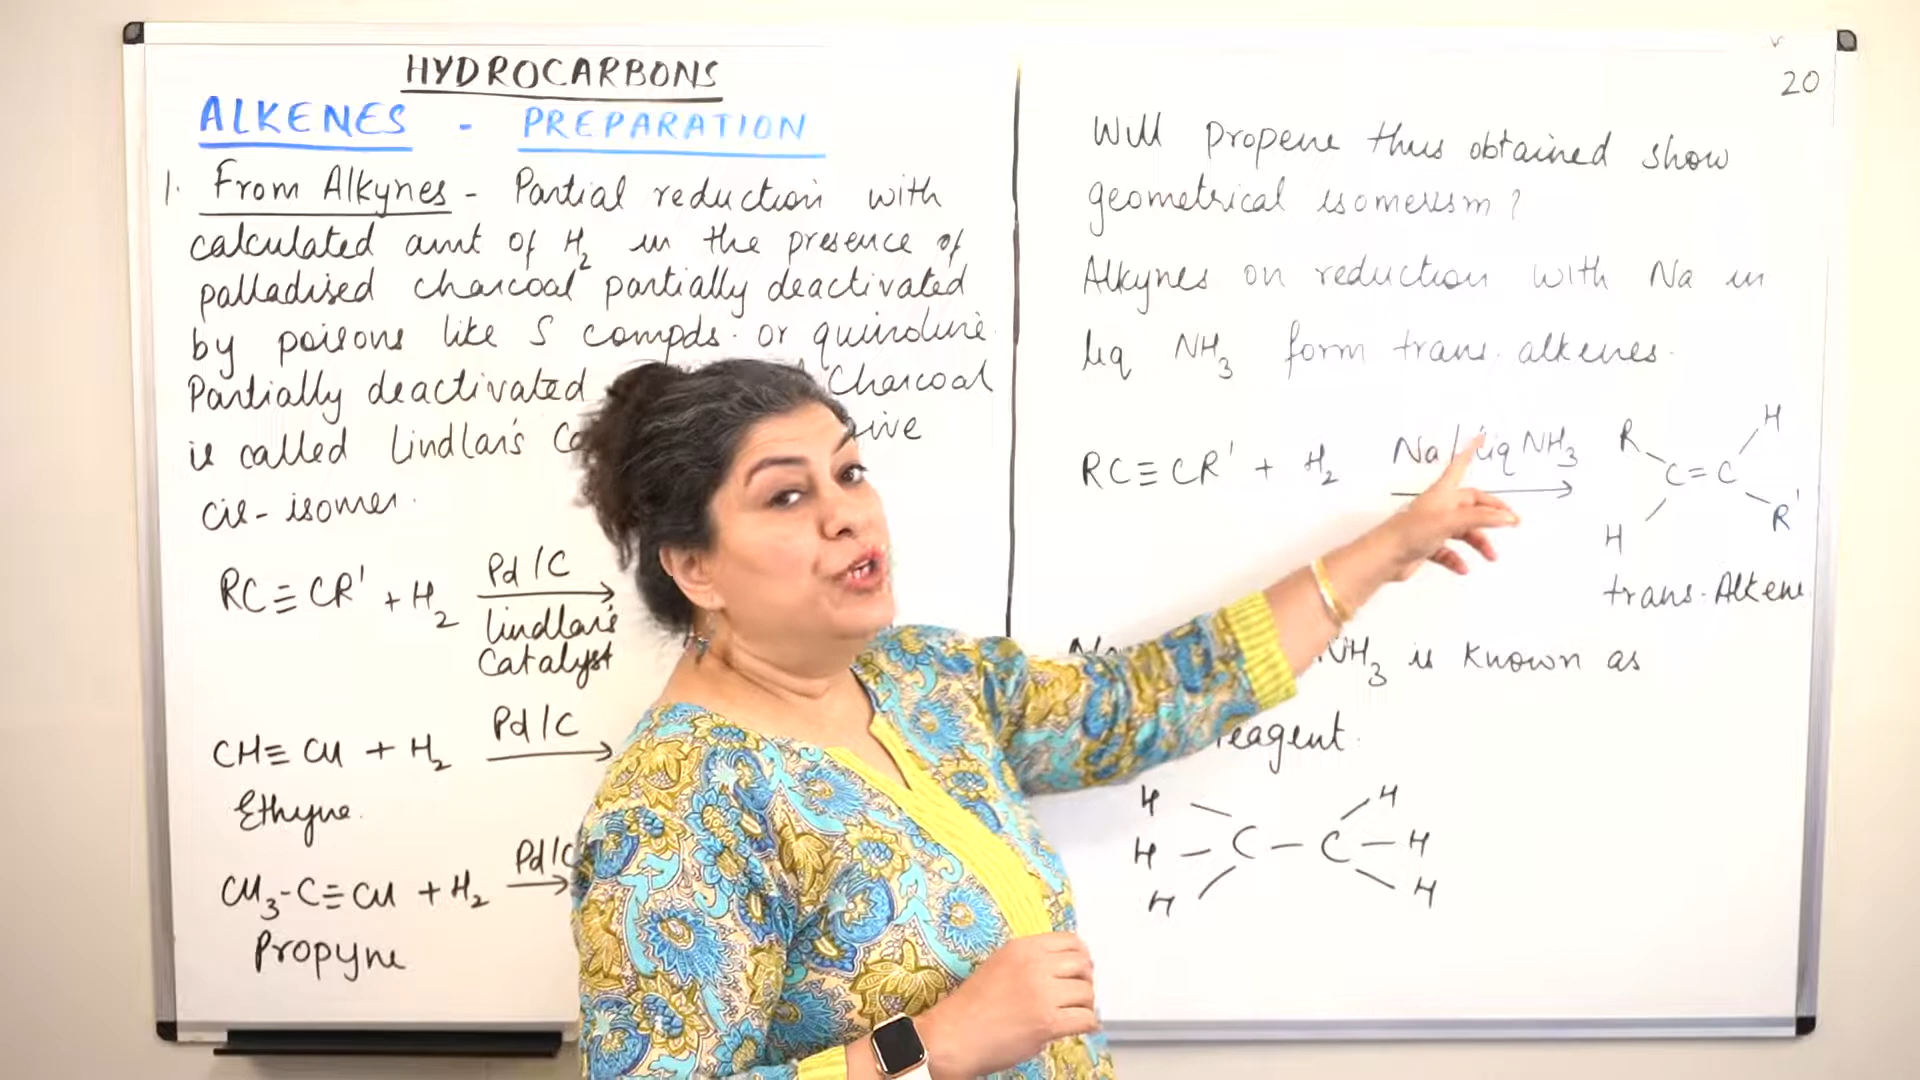 HYDROCARBONS
ALKENES - PREPARATION
1. From Alkynes - Partial reduction with
calculated amt of H2 in the presence of
palladised charcoal partially deactivated
by poisons like S compds. or quinoline.
Partially deactivated Charcoal
is called Lindlar's
cis-isomer.
RC≡CR' + H2 Pd/C
Lindlar's
Catalyst
CH≡CH + H2 Pd/C
Ethyne.
CH3-C≡CH + H2 Pd/C
Propyne
20
Will propene thus obtained show
geometrical isomerism?
Alkynes on reduction with Na in
liq NH3 form trans. alkenes.
RC≡CR' + H2 Na/liq NH3 R H
C=C
H R'
trans-Alkene
NH3 is known as
reagent.
H H
H - C - C - H
H H